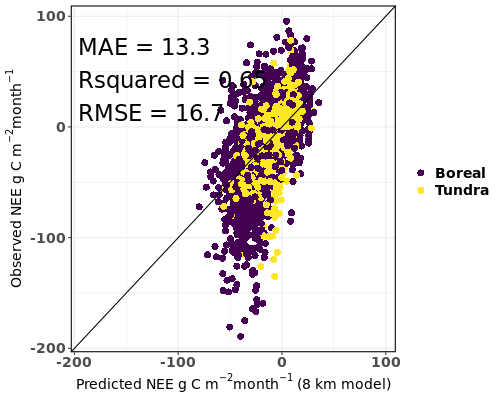 100
0
-100
-200
Observed NEE g C m⁻²month⁻¹
MAE = 13.3
Rsquared = 0.65
RMSE = 16.7
-200 -100 0 100
Predicted NEE g C m⁻²month⁻¹ (8 km model)
Boreal
Tundra